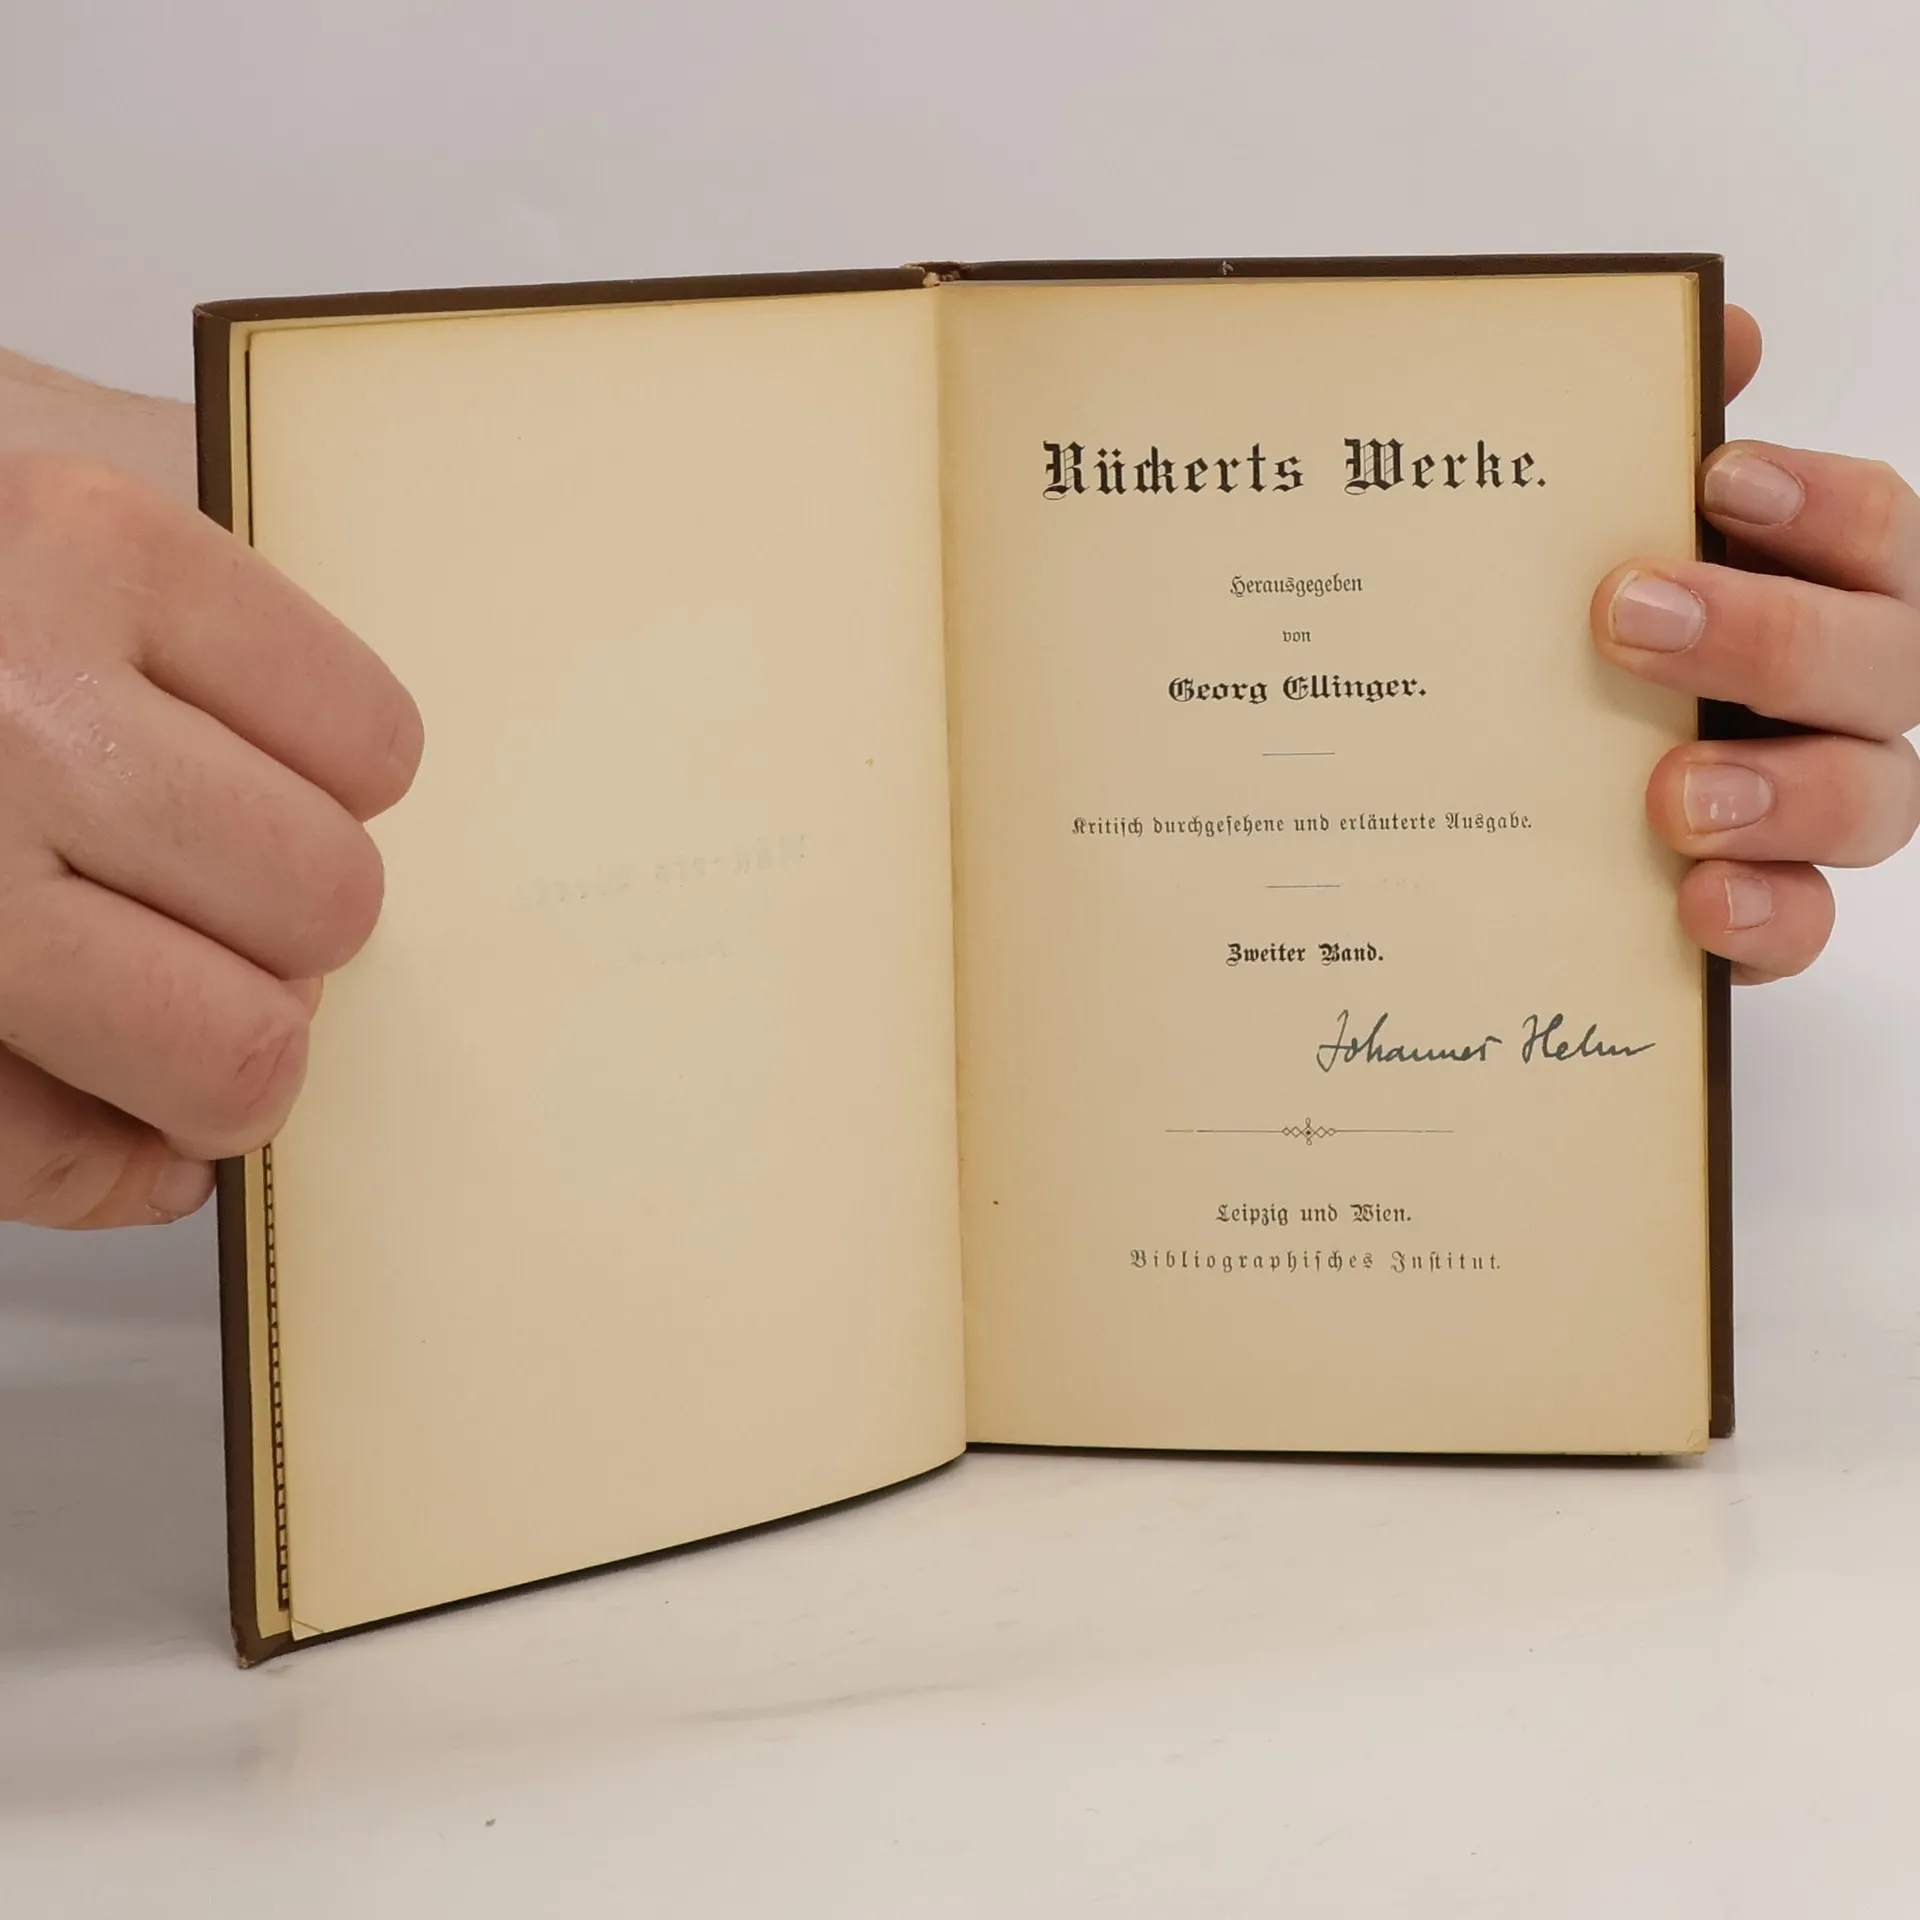 Rückerts Werke.
Herausgegeben
von
Georg Ellinger.
Kritisch durchgesehene und erläuterte Ausgabe.
Zweiter Band.
Johannes Helm
Leipzig und Wien.
Bibliographisches Institut.